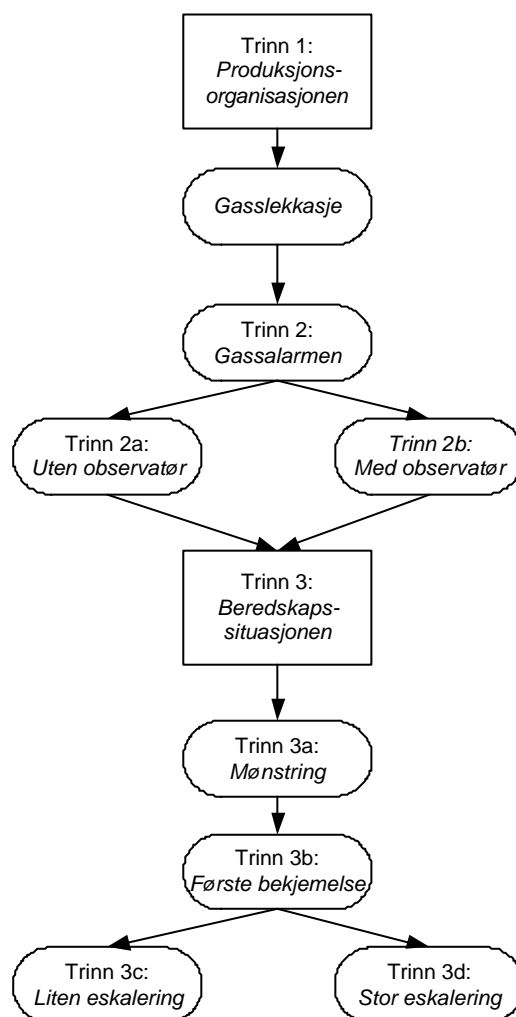 Trinn 1:
Produksjons-
organisasjonen
Gasslekkasje
Trinn 2:
Gassalarmen
Trinn 2a:
Uten observatør
Trinn 2b:
Med observatør
Trinn 3:
Beredskaps-
situasjonen
Trinn 3a:
Mønstring
Trinn 3b:
Første bekjemelse
Trinn 3c:
Liten eskalering
Trinn 3d:
Stor eskalering